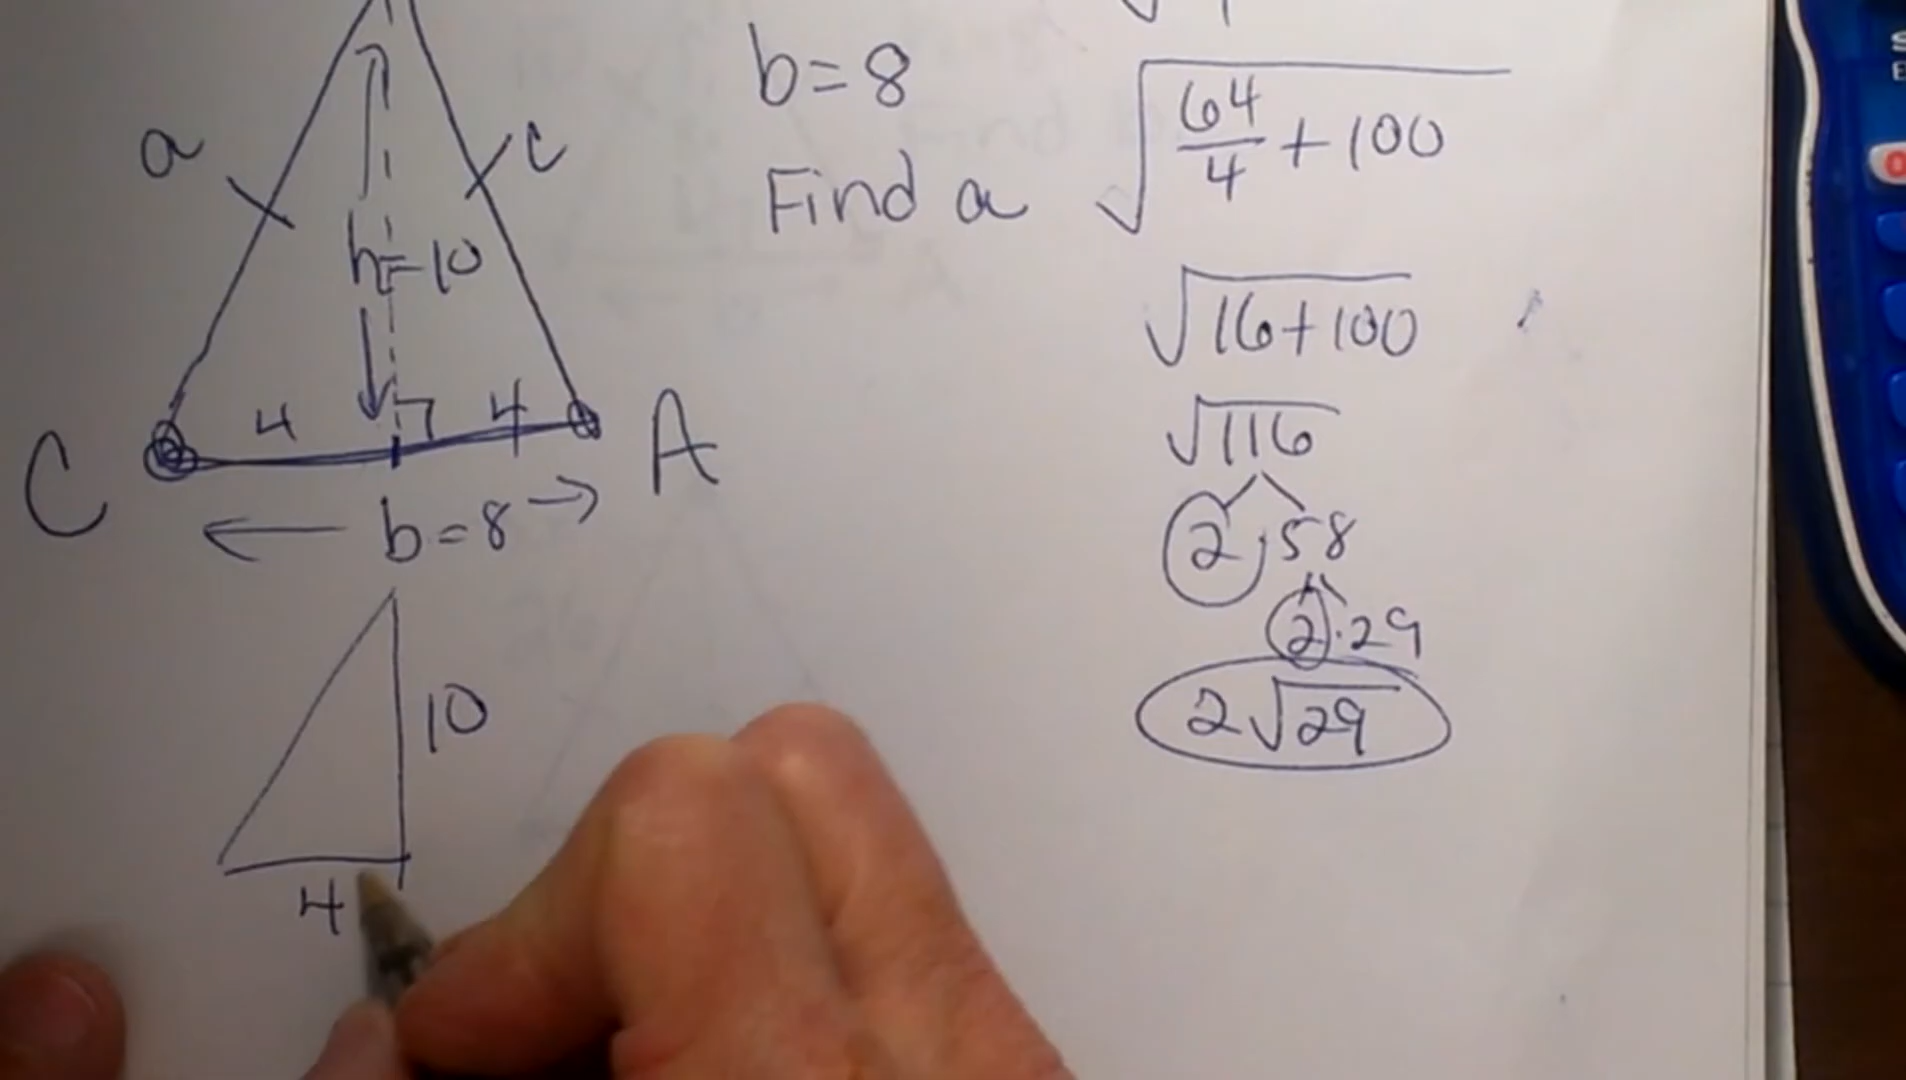 a
c
h=10
4
4
C
A
b=8
10
4
b=8
Find a
√64/4+100
√16+100
√116
2·58
2·29
2√29